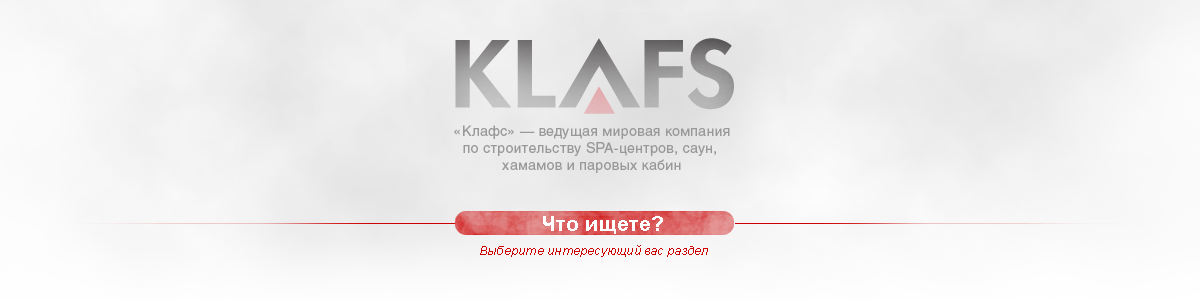 KLAFS
«Клафс» — ведущая мировая компания
по строительству SPA-центров, саун,
хамамов и паровых кабин
Что ищете?
Выберите интересующий вас раздел